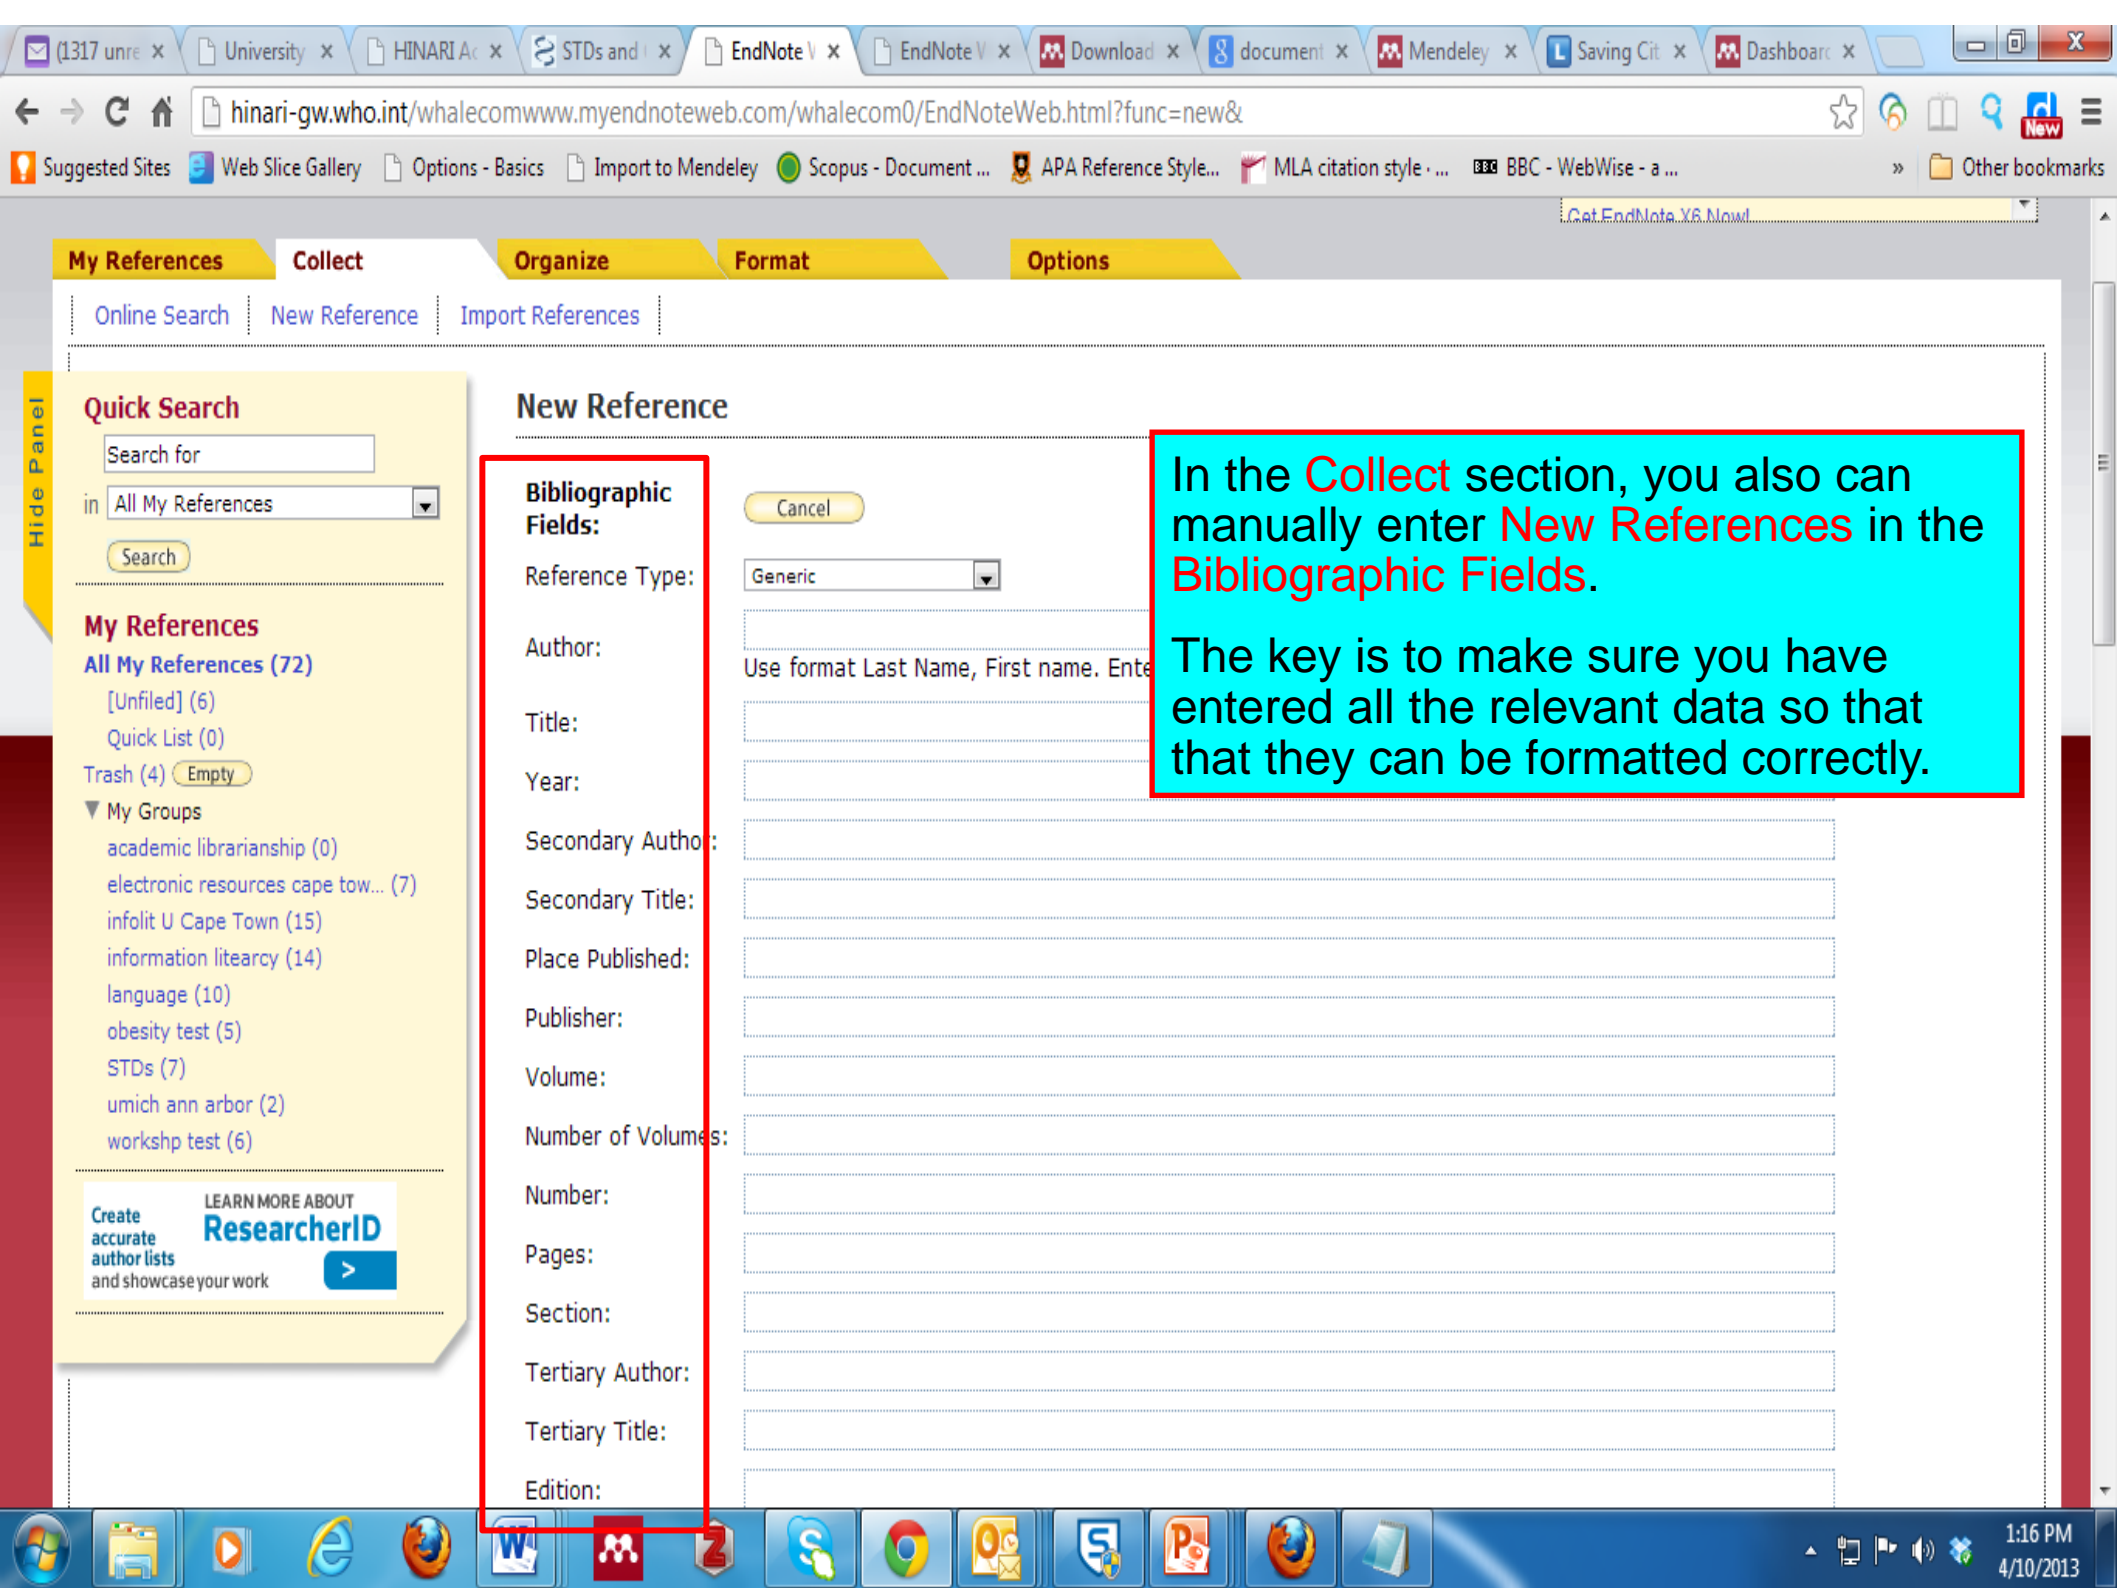 (1317 unre
University
HINARI Ac
STDs and
EndNote
EndNote
Download
document
Mendeley
Saving Cit
Dashboard
hinari-gw.who.int/whalecomwww.myendnoteweb.com/whalecom0/EndNoteWeb.html?func=new&
New
Suggested Sites
Web Slice Gallery
Options - Basics
Import to Mendeley
Scopus - Document ...
APA Reference Style...
MLA citation style · ...
BBC
BBC - WebWise - a ...
»
Other bookmarks
Get EndNote X6 Now!
My References
Collect
Organize
Format
Options
Online Search
New Reference
Import References
Hide Panel
Quick Search
Search for
in All My References
Search
My References
All My References (72)
[Unfiled] (6)
Quick List (0)
Trash (4) Empty
My Groups
academic librarianship (0)
electronic resources cape tow... (7)
infolit U Cape Town (15)
information litearcy (14)
language (10)
obesity test (5)
STDs (7)
umich ann arbor (2)
workshp test (6)
Create
accurate
author lists
and showcase your work
LEARN MORE ABOUT
ResearcherID
>
New Reference
Bibliographic
Fields:
Cancel
Reference Type: Generic
Author:
Use format Last Name, First name. Ente
Title:
Year:
Secondary Author:
Secondary Title:
Place Published:
Publisher:
Volume:
Number of Volumes:
Number:
Pages:
Section:
Tertiary Author:
Tertiary Title:
Edition:
In the Collect section, you also can
manually enter New References in the
Bibliographic Fields.
The key is to make sure you have
entered all the relevant data so that
that they can be formatted correctly.
1:16 PM
4/10/2013